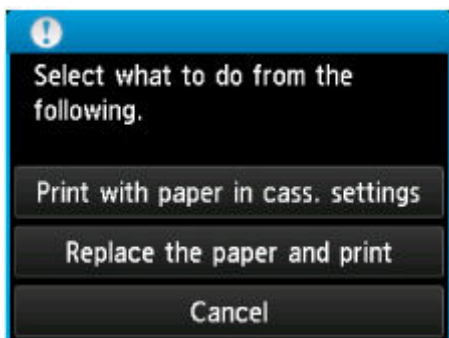 Select what to do from the
following.
Print with paper in cass. settings
Replace the paper and print
Cancel